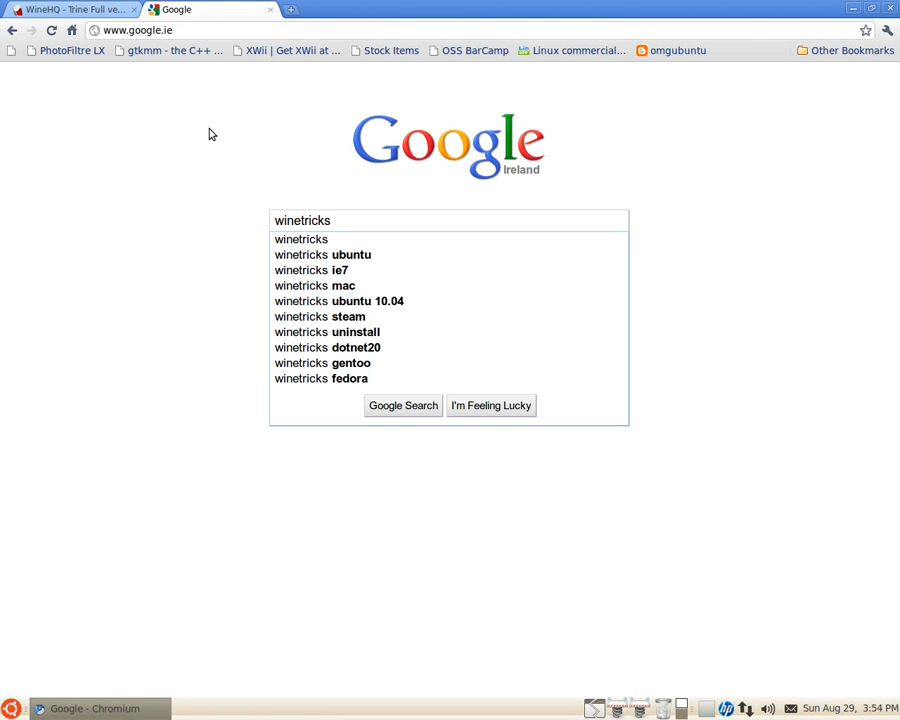 WineHQ - Trine Full ve...
Google
www.google.ie
PhotoFiltre LX
gtkmm - the C++ ...
XWii | Get XWii at ...
Stock Items
OSS BarCamp
Linux commercial...
omgubuntu
Other Bookmarks
Google
Ireland
winetricks
winetricks
winetricks ubuntu
winetricks ie7
winetricks mac
winetricks ubuntu 10.04
winetricks steam
winetricks uninstall
winetricks dotnet20
winetricks gentoo
winetricks fedora
Google Search
I'm Feeling Lucky
Google - Chromium
hp
Sun Aug 29, 3:54 PM